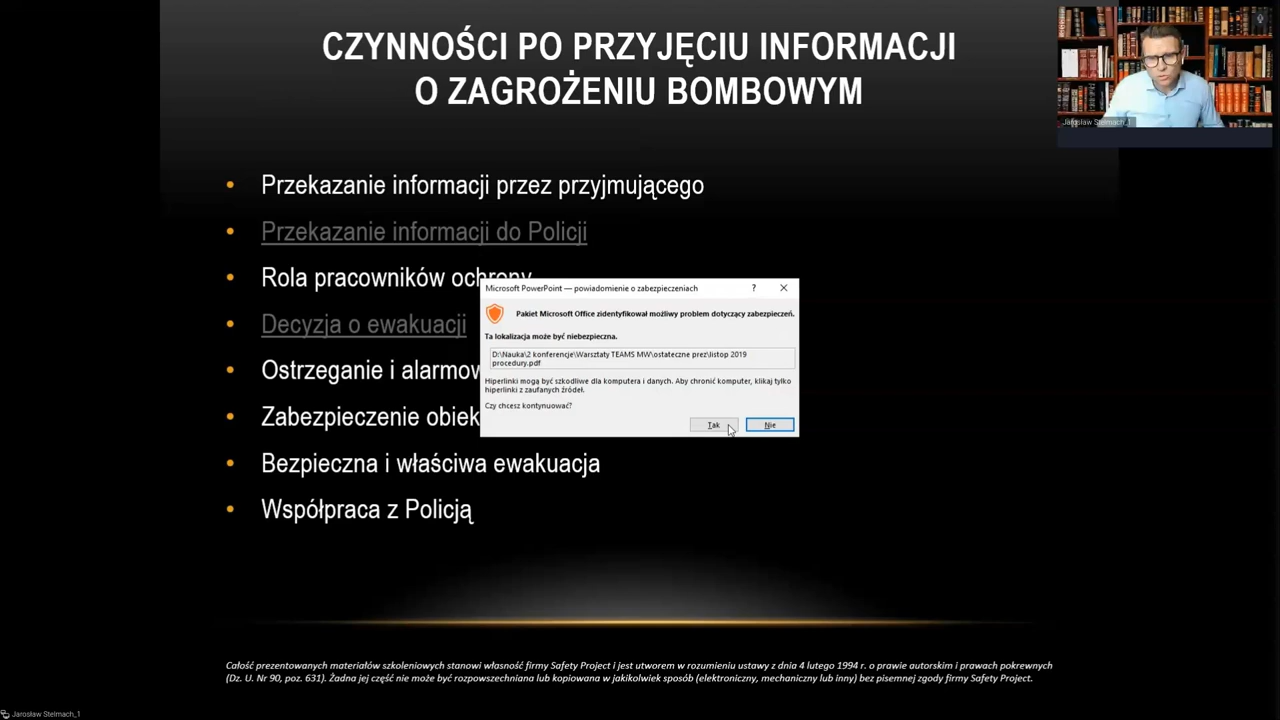 CZYNNOŚCI PO PRZYJĘCIU INFORMACJI
O ZAGROŻENIU BOMBOWYM
Jarosław Stelmach_1
• Przekazanie informacji przez przyjmującego
• Przekazanie informacji do Policji
• Rola pracowników ochrony
• Decyzja o ewakuacji
• Ostrzeganie i alarmow
• Zabezpieczenie obiek
• Bezpieczna i właściwa ewakuacja
• Współpraca z Policją
Microsoft PowerPoint — powiadomienie o zabezpieczeniach
?
Pakiet Microsoft Office zidentyfikował możliwy problem dotyczący zabezpieczeń.
Ta lokalizacja może być niebezpieczna.
D:\Nauka\2 konferencje\Warsztaty TEAMS MW\ostateczne prez\listop 2019
procedury.pdf
Hiperlinki mogą być szkodliwe dla komputera i danych. Aby chronić komputer, klikaj tylko
hiperlinki z zaufanych źródeł.
Czy chcesz kontynuować?
Tak Nie
Całość prezentowanych materiałów szkoleniowych stanowi własność firmy Safety Project i jest utworem w rozumieniu ustawy z dnia 4 lutego 1994 r. o prawie autorskim i prawach pokrewnych
(Dz. U. Nr 90, poz. 631). Żadna jej część nie może być rozpowszechniana lub kopiowana w jakikolwiek sposób (elektroniczny, mechaniczny lub inny) bez pisemnej zgody firmy Safety Project.
Jarosław Stelmach_1